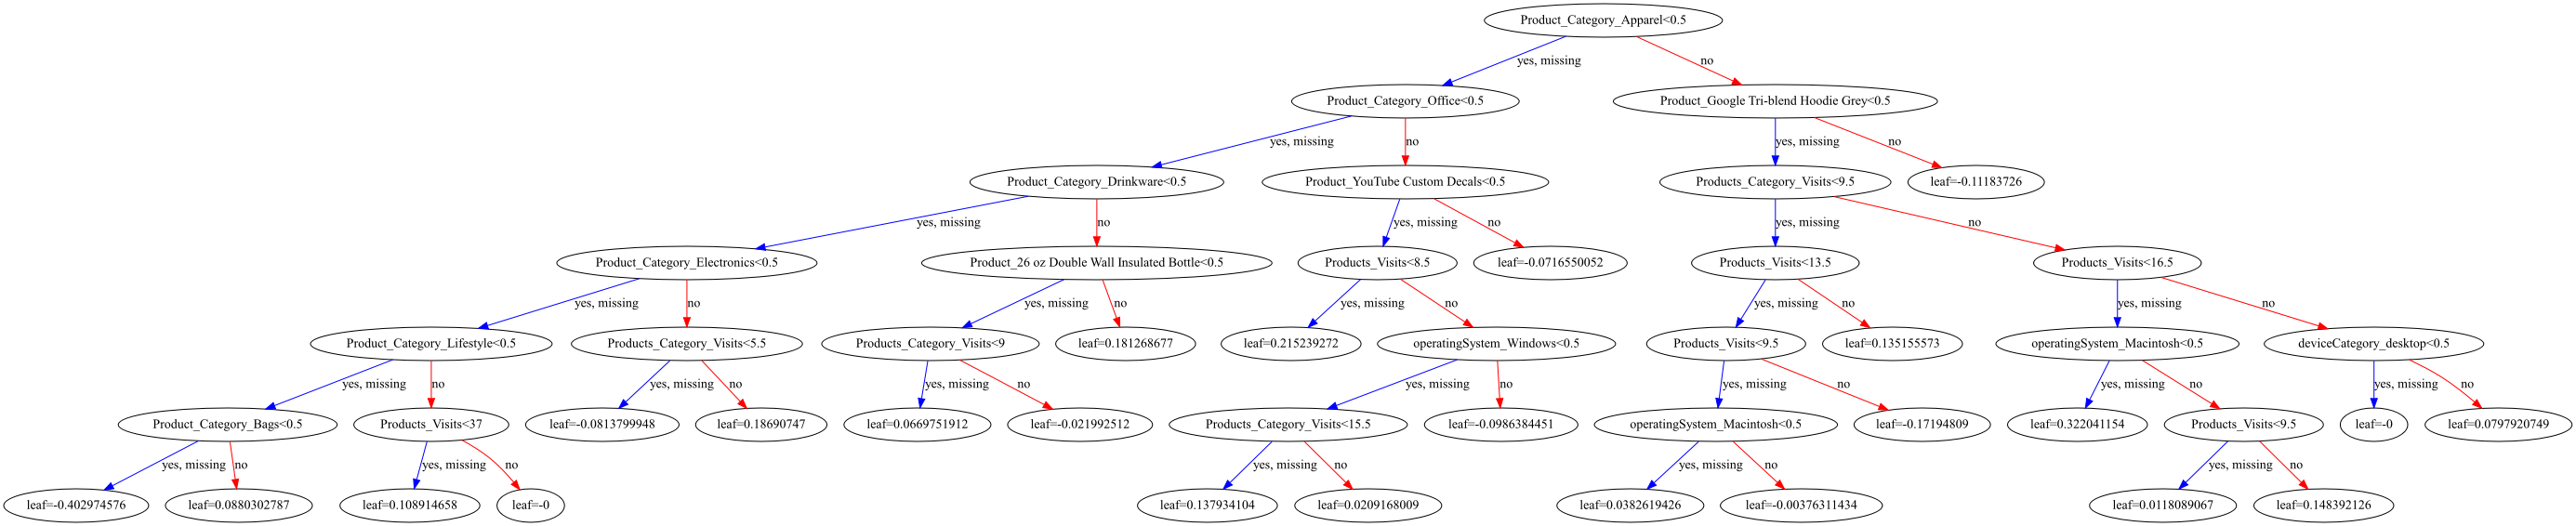 Product_Category_Apparel<0.5
yes, missing
no
Product_Category_Office<0.5
Product_Google Tri-blend Hoodie Grey<0.5
yes, missing
no
yes, missing
no
Product_Category_Drinkware<0.5
Product_YouTube Custom Decals<0.5
Products_Category_Visits<9.5
leaf=-0.11183726
yes, missing
no
yes, missing
no
yes, missing
no
Product_Category_Electronics<0.5
Product_26 oz Double Wall Insulated Bottle<0.5
Products_Visits<8.5
leaf=-0.0716550052
Products_Visits<13.5
Products_Visits<16.5
yes, missing
no
yes, missing
no
yes, missing
no
yes, missing
no
yes, missing
no
Product_Category_Lifestyle<0.5
Products_Category_Visits<5.5
Products_Category_Visits<9
leaf=0.181268677
leaf=0.215239272
operatingSystem_Windows<0.5
Products_Visits<9.5
leaf=0.135155573
operatingSystem_Macintosh<0.5
deviceCategory_desktop<0.5
yes, missing
no
yes, missing
no
yes, missing
no
yes, missing
no
yes, missing
no
yes, missing
no
yes, missing
no
Product_Category_Bags<0.5
Products_Visits<37
leaf=-0.0813799948
leaf=0.18690747
leaf=0.0669751912
leaf=-0.021992512
Products_Category_Visits<15.5
leaf=-0.0986384451
operatingSystem_Macintosh<0.5
leaf=-0.17194809
leaf=0.322041154
Products_Visits<9.5
leaf=-0
leaf=0.0797920749
yes, missing
no
yes, missing
no
yes, missing
no
yes, missing
no
yes, missing
no
leaf=-0.402974576
leaf=0.0880302787
leaf=0.108914658
leaf=-0
leaf=0.137934104
leaf=0.0209168009
leaf=0.0382619426
leaf=-0.00376311434
leaf=0.0118089067
leaf=0.148392126